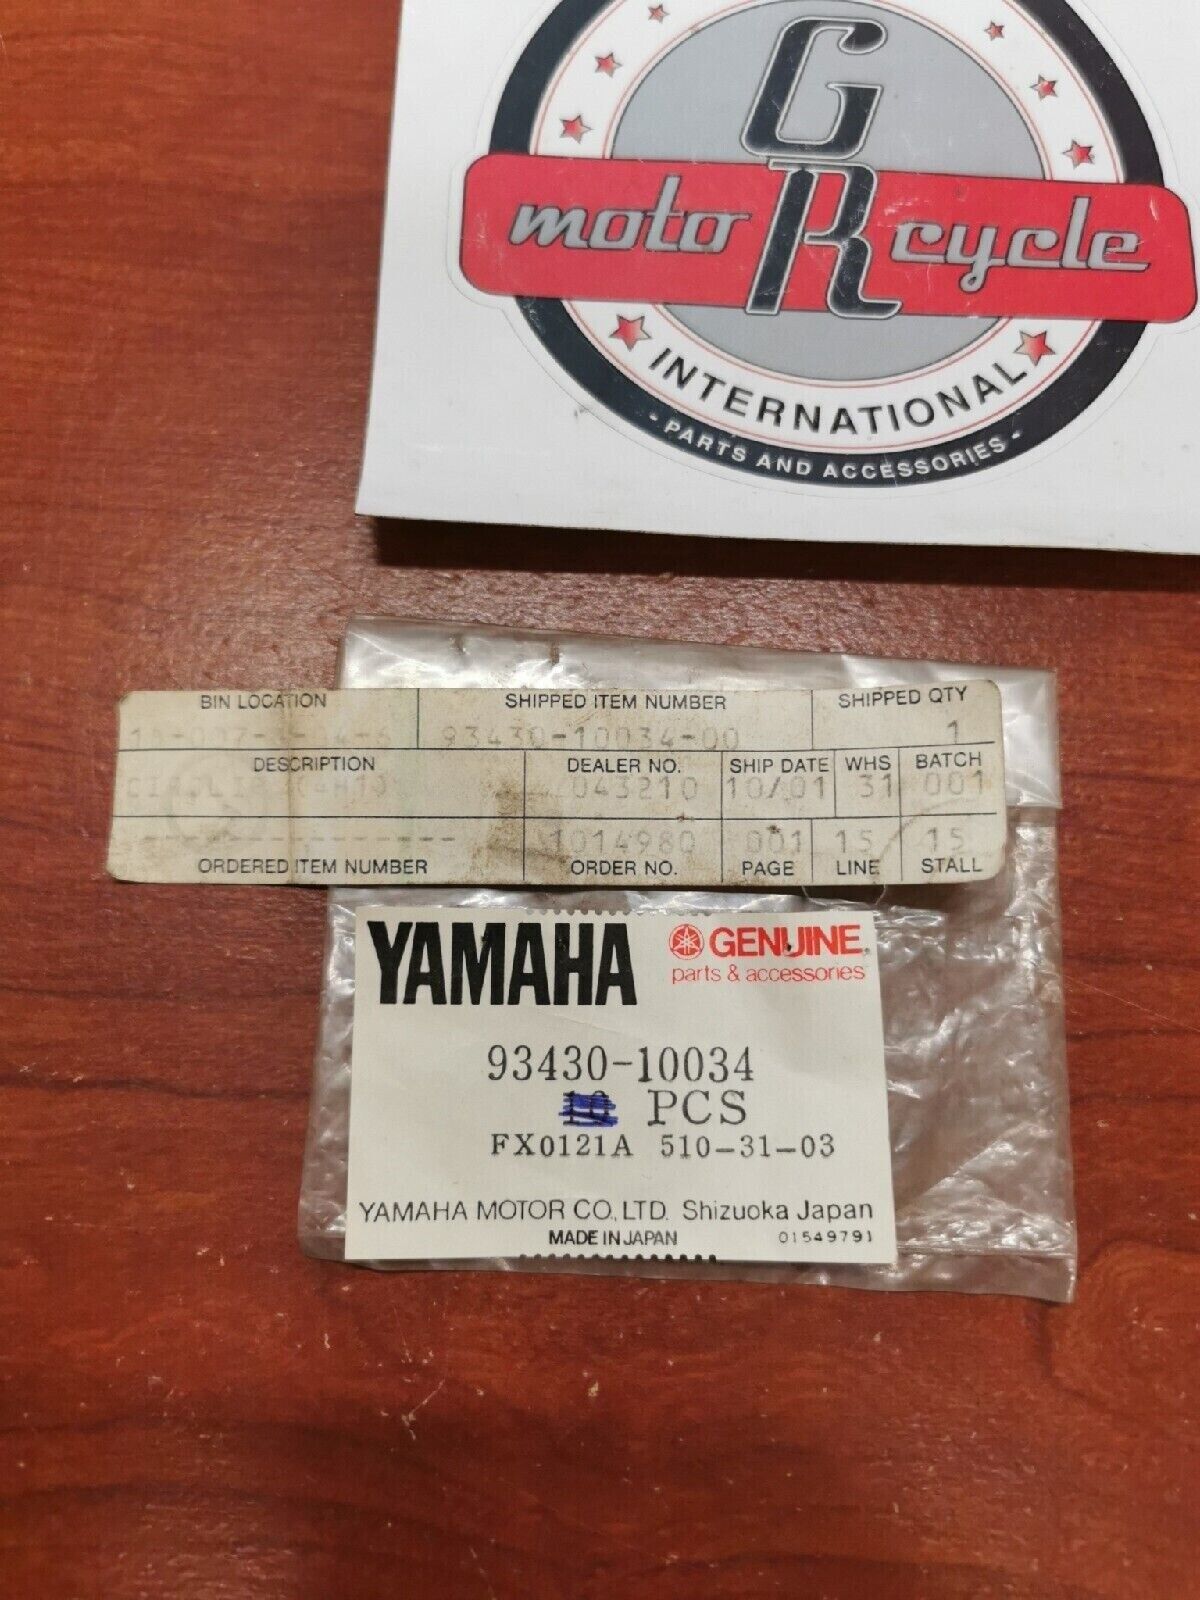 G
motoRcycle
INTERNATIONAL
- PARTS AND ACCESSORIES -
BIN LOCATION SHIPPED ITEM NUMBER SHIPPED QTY
93430-10034-00 1
DESCRIPTION DEALER NO. SHIP DATE WHS BATCH
043210 10/01 31 001
----------------- 1014980 001 15 15
ORDERED ITEM NUMBER ORDER NO. PAGE LINE STALL
YAMAHA GENUINE
parts & accessories
93430-10034
10 PCS
FX0121A 510-31-03
YAMAHA MOTOR CO., LTD. Shizuoka Japan
MADE IN JAPAN 01549791